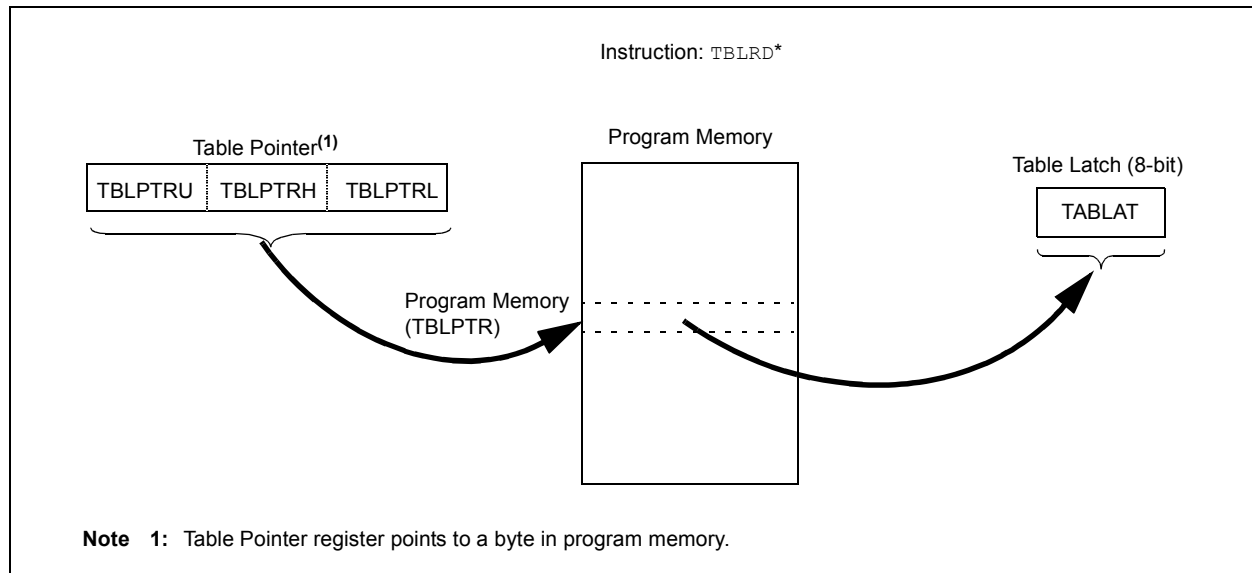 Instruction: TBLRD*
Table Pointer(1)
Program Memory
Table Latch (8-bit)
TBLPTRU TBLPTRH TBLPTRL
TABLAT
Program Memory
(TBLPTR)
Note 1: Table Pointer register points to a byte in program memory.